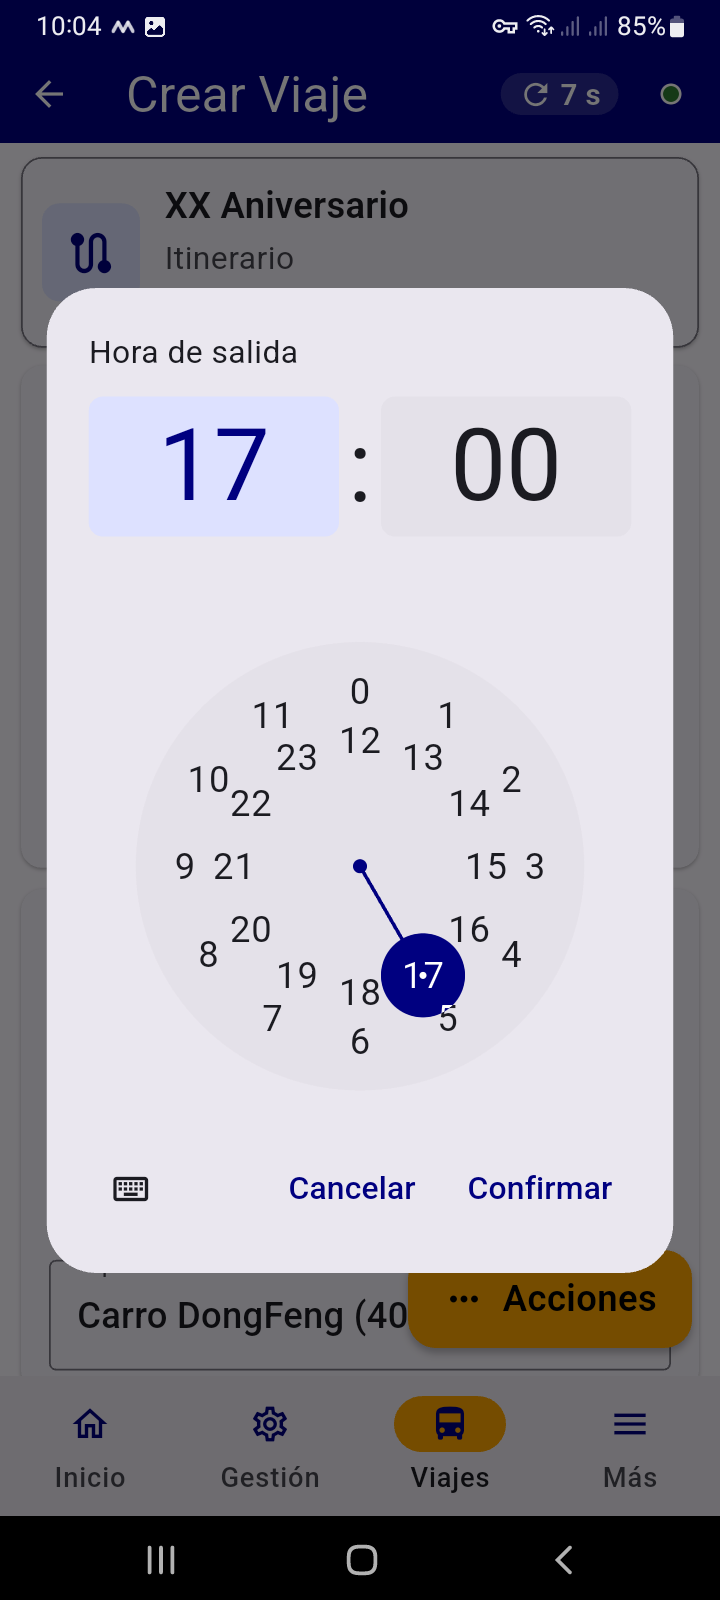 10:04
85%
Crear Viaje
7 s
XX Aniversario
Itinerario
Hora de salida
17 : 00
0
11
1
12
23
13
10
2
22
14
9
21
15
3
20
16
8
4
19
17
18
7
5
6
Cancelar
Confirmar
Carro DongFeng (40
Acciones
Inicio
Gestión
Viajes
Más